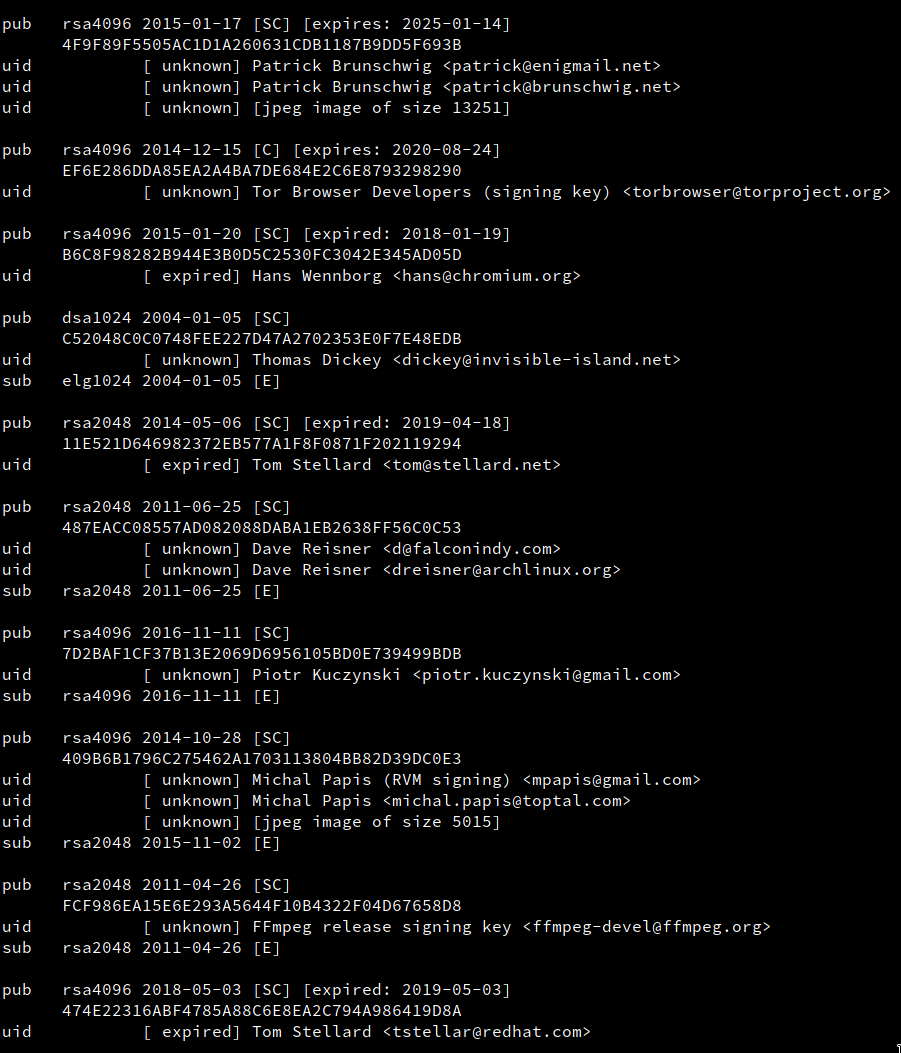 pub   rsa4096 2015-01-17 [SC] [expires: 2025-01-14]
      4F9F89F5505AC1D1A260631CDB1187B9DD5F693B
uid           [ unknown] Patrick Brunschwig <patrick@enigmail.net>
uid           [ unknown] Patrick Brunschwig <patrick@brunschwig.net>
uid           [ unknown] [jpeg image of size 13251]

pub   rsa4096 2014-12-15 [C] [expires: 2020-08-24]
      EF6E286DDA85EA2A4BA7DE684E2C6E8793298290
uid           [ unknown] Tor Browser Developers (signing key) <torbrowser@torproject.org>

pub   rsa4096 2015-01-20 [SC] [expired: 2018-01-19]
      B6C8F98282B944E3B0D5C2530FC3042E345AD05D
uid           [ expired] Hans Wennborg <hans@chromium.org>

pub   dsa1024 2004-01-05 [SC]
      C52048C0C0748FEE227D47A2702353E0F7E48EDB
uid           [ unknown] Thomas Dickey <dickey@invisible-island.net>
sub   elg1024 2004-01-05 [E]

pub   rsa2048 2014-05-06 [SC] [expired: 2019-04-18]
      11E521D646982372EB577A1F8F0871F202119294
uid           [ expired] Tom Stellard <tom@stellard.net>

pub   rsa2048 2011-06-25 [SC]
      487EACC08557AD082088DABA1EB2638FF56C0C53
uid           [ unknown] Dave Reisner <d@falconindy.com>
uid           [ unknown] Dave Reisner <dreisner@archlinux.org>
sub   rsa2048 2011-06-25 [E]

pub   rsa4096 2016-11-11 [SC]
      7D2BAF1CF37B13E2069D6956105BD0E739499BDB
uid           [ unknown] Piotr Kuczynski <piotr.kuczynski@gmail.com>
sub   rsa4096 2016-11-11 [E]

pub   rsa4096 2014-10-28 [SC]
      409B6B1796C275462A1703113804BB82D39DC0E3
uid           [ unknown] Michal Papis (RVM signing) <mpapis@gmail.com>
uid           [ unknown] Michal Papis <michal.papis@toptal.com>
uid           [ unknown] [jpeg image of size 5015]
sub   rsa2048 2015-11-02 [E]

pub   rsa2048 2011-04-26 [SC]
      FCF986EA15E6E293A5644F10B4322F04D67658D8
uid           [ unknown] FFmpeg release signing key <ffmpeg-devel@ffmpeg.org>
sub   rsa2048 2011-04-26 [E]

pub   rsa4096 2018-05-03 [SC] [expired: 2019-05-03]
      474E22316ABF4785A88C6E8EA2C794A986419D8A
uid           [ expired] Tom Stellard <tstellar@redhat.com>